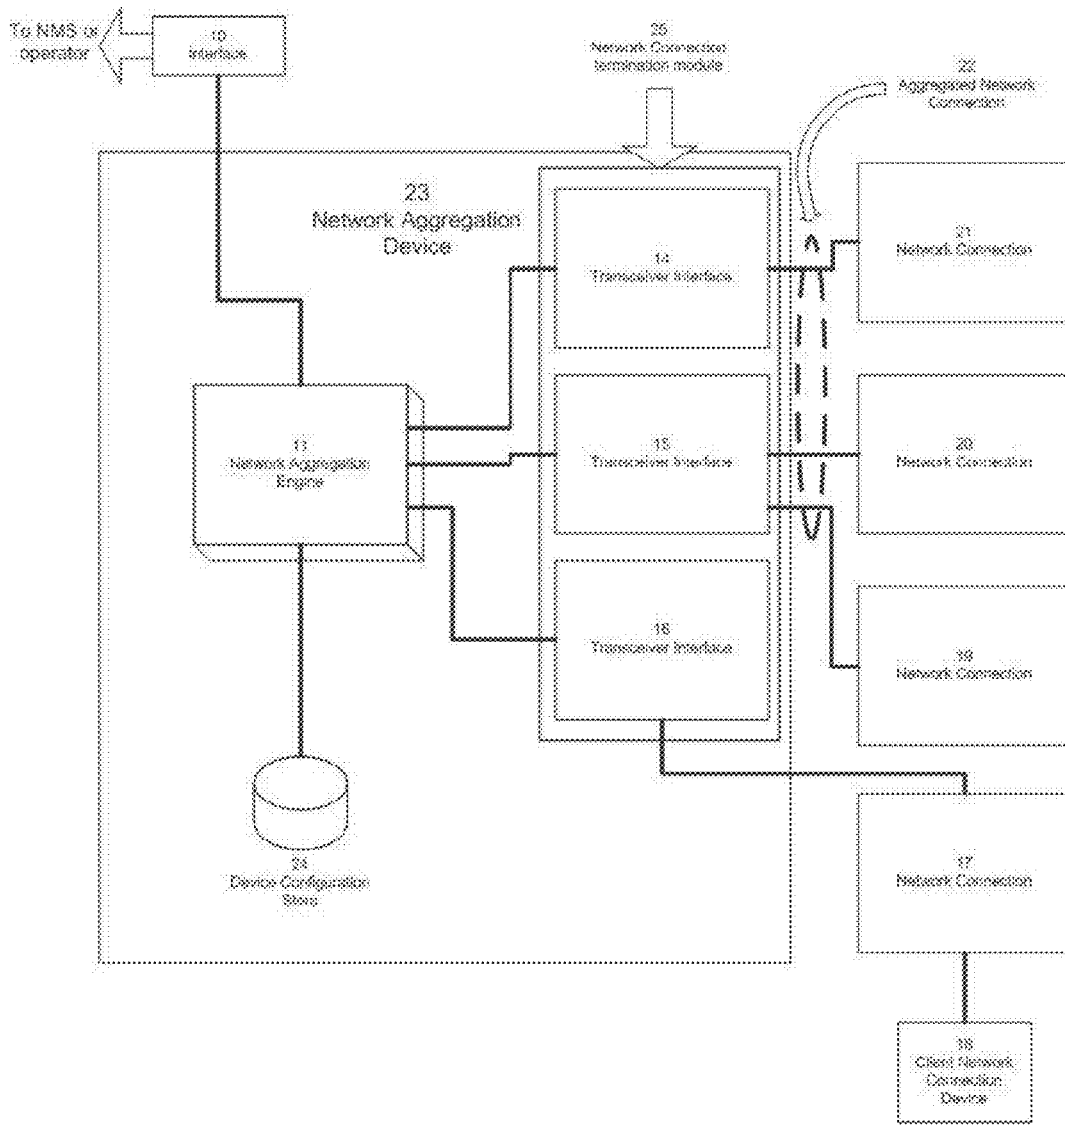 To NMS or
operator
10
Interface
25
Network Connection
termination module
22
Aggregated Network
Connection
23
Network Aggregation
Device
14
Transceiver Interface
21
Network Connection
11
Network Aggregation
Engine
15
Transceiver Interface
20
Network Connection
16
Transceiver Interface
19
Network Connection
24
Device Configuration
Store
17
Network Connection
18
Client Network
Connection
Device